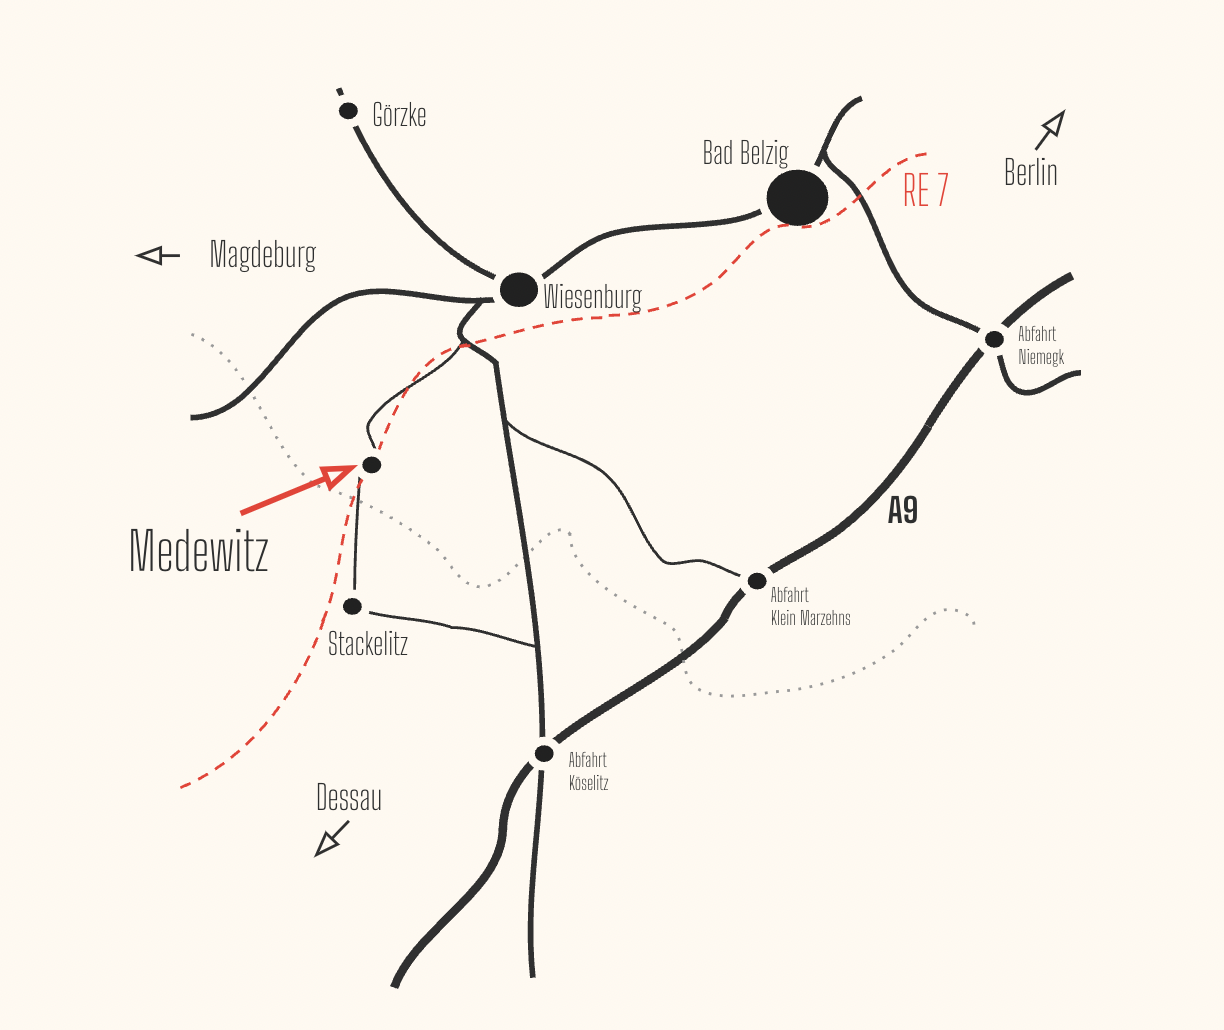 Görzke
Bad Belzig
Berlin
RE 7
Magdeburg
Wiesenburg
Abfahrt
Niemegk
A9
Medewitz
Abfahrt
Klein Marzehns
Stackelitz
Abfahrt
Köselitz
Dessau